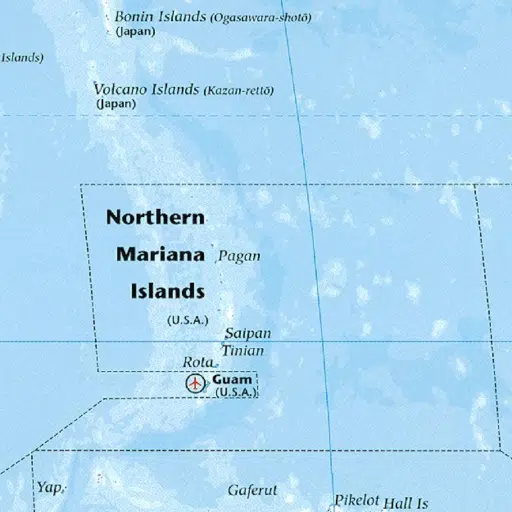 Bonin Islands (Ogasawara-shotō)
(Japan)
Islands)
Volcano Islands (Kazan-rettō)
(Japan)
Northern
Mariana
Islands
(U.S.A.)
Pagan
Saipan
Tinian
Rota
Guam
(U.S.A.)
Yap
Gaferut
Pikelot
Hall Is